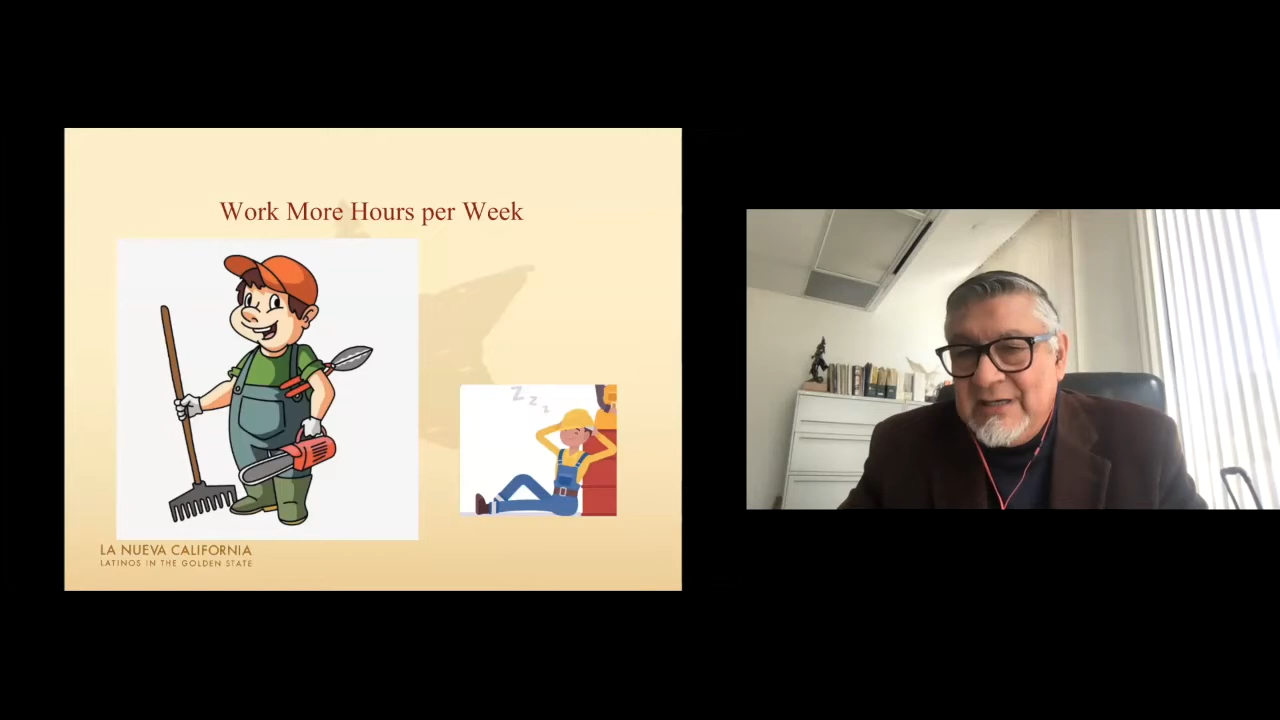 Work More Hours per Week
Z
Z
Z
LA NUEVA CALIFORNIA
LATINOS IN THE GOLDEN STATE